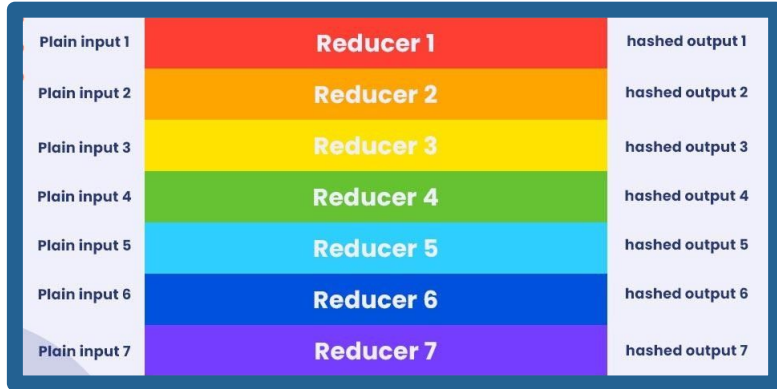 Plain input 1 Reducer 1 hashed output 1
Plain input 2 Reducer 2 hashed output 2
Plain input 3 Reducer 3 hashed output 3
Plain input 4 Reducer 4 hashed output 4
Plain input 5 Reducer 5 hashed output 5
Plain input 6 Reducer 6 hashed output 6
Plain input 7 Reducer 7 hashed output 7